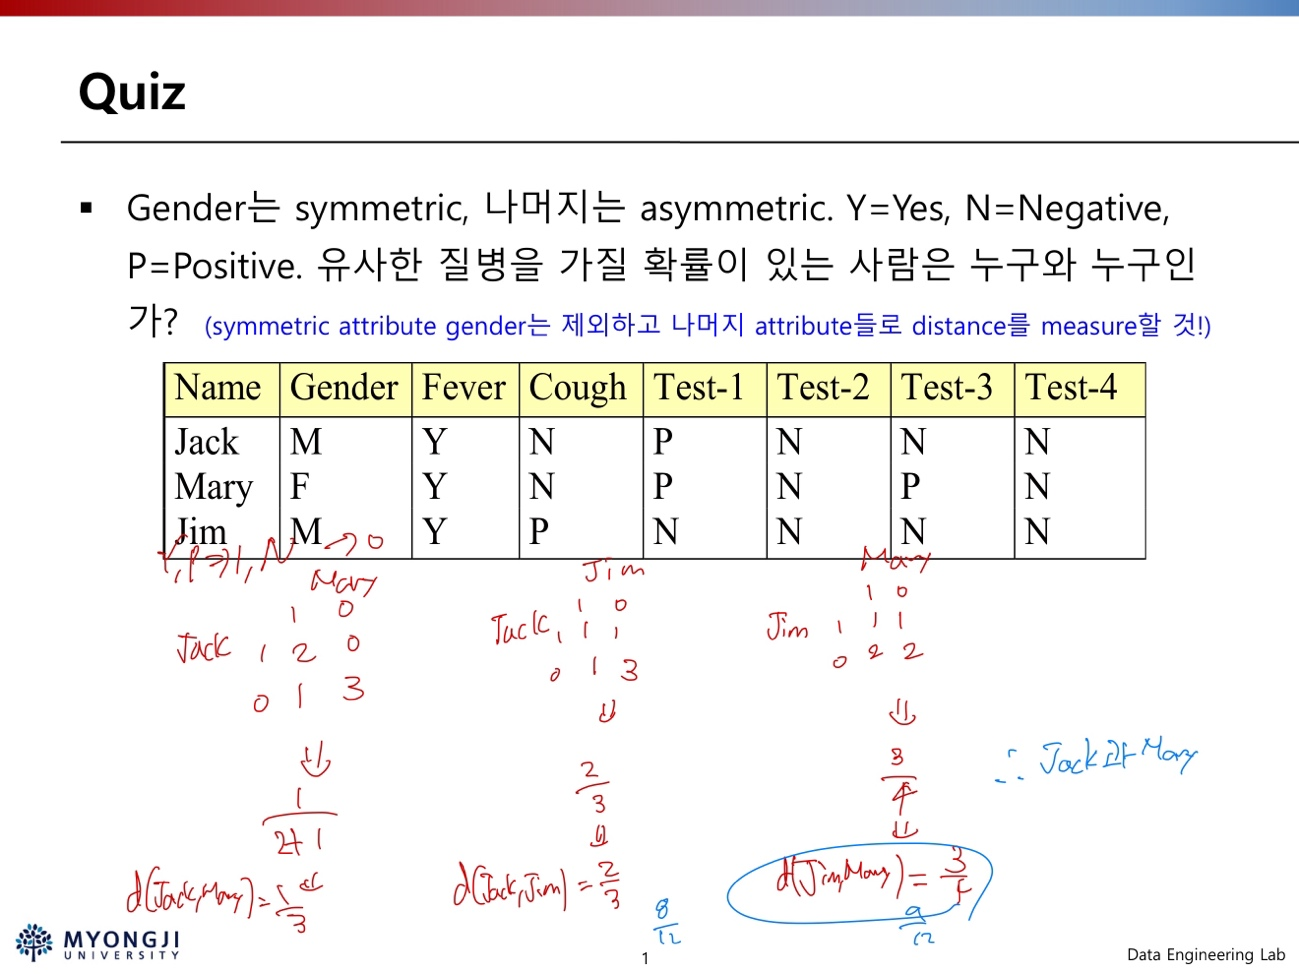 Quiz
▪ Gender는 symmetric, 나머지는 asymmetric. Y=Yes, N=Negative,
P=Positive. 유사한 질병을 가질 확률이 있는 사람은 누구와 누구인
가? (symmetric attribute gender는 제외하고 나머지 attribute들로 distance를 measure할 것!)
Name Gender Fever Cough Test-1 Test-2 Test-3 Test-4
Jack M Y N P N N N
Mary F Y N P N P N
Jim M Y P N N N N
Y, P → 1, N → 0
Mary
1 0
Jack 1 2 0
0 1 3
⇓
1
2+1
d(Jack,Mary)= 1/3
Jim
1 0
Jack 1 1 1
0 1 3
⇓
2/3
⇓
d(Jack,Jim)=2/3
8/12
Mary
1 0
Jim 1 1 1
0 2 2
⇓
3/4
⇓
d(Jim,Mary)=3/4
9/12
∴ Jack과 Mary
MYONGJI
UNIVERSITY
1
Data Engineering Lab